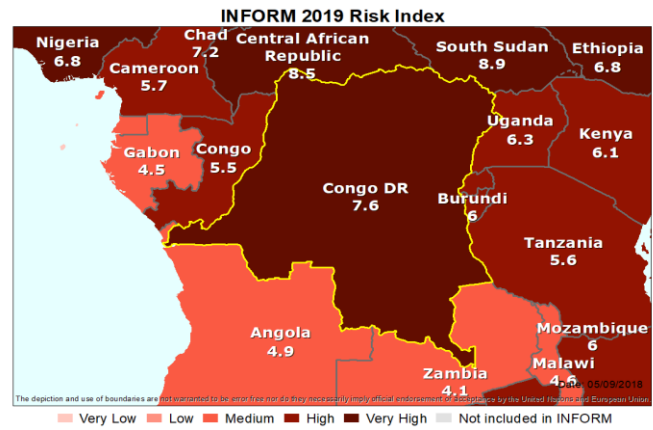 INFORM 2019 Risk Index
Nigeria
6.8
Chad
7.2
Central African
Republic
8.5
South Sudan
8.9
Ethiopia
6.8
Cameroon
5.7
Uganda
6.3
Kenya
6.1
Gabon
4.5
Congo
5.5
Congo DR
7.6
Burundi
6
Tanzania
5.6
Angola
4.9
Mozambique
6
Zambia
4.1
Malawi
4.6
Date: 05/09/2018
The depiction and use of boundaries are not warranted to be error free nor do they necessarily imply official endorsement or acceptance by the United Nations and European Union.
Very Low Low Medium High Very High Not included in INFORM